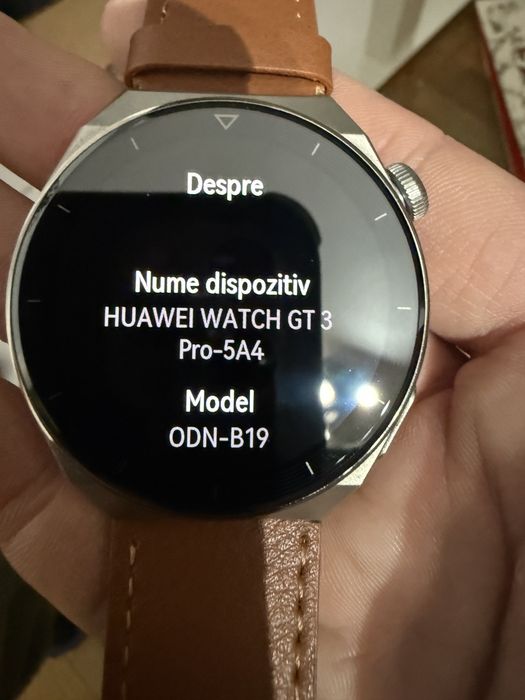 Despre
Nume dispozitiv
HUAWEI WATCH GT 3
Pro-5A4
Model
ODN-B19